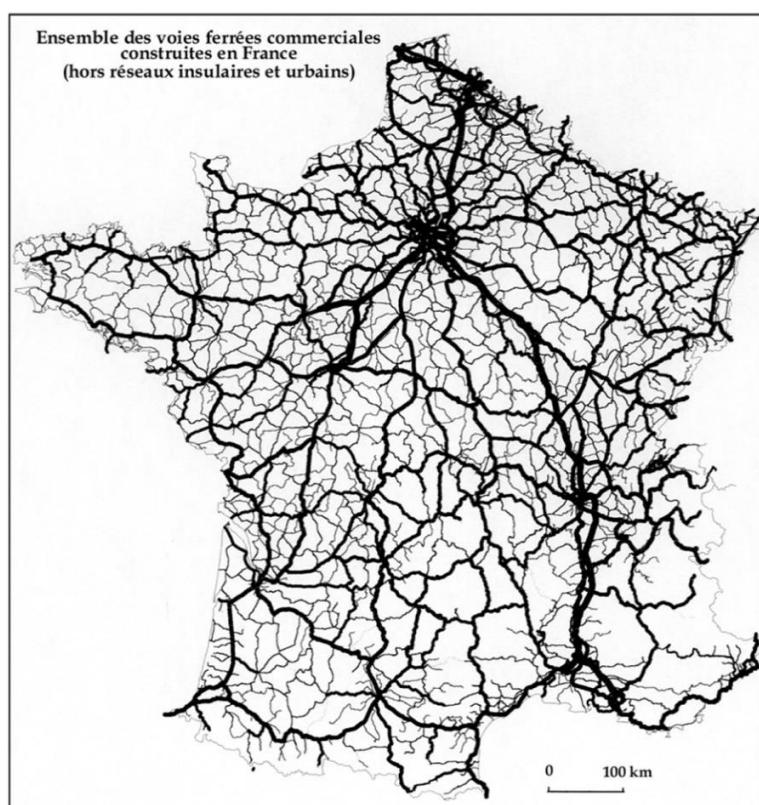 Ensemble des voies ferrées commerciales
construites en France
(hors réseaux insulaires et urbains)
0 100 km